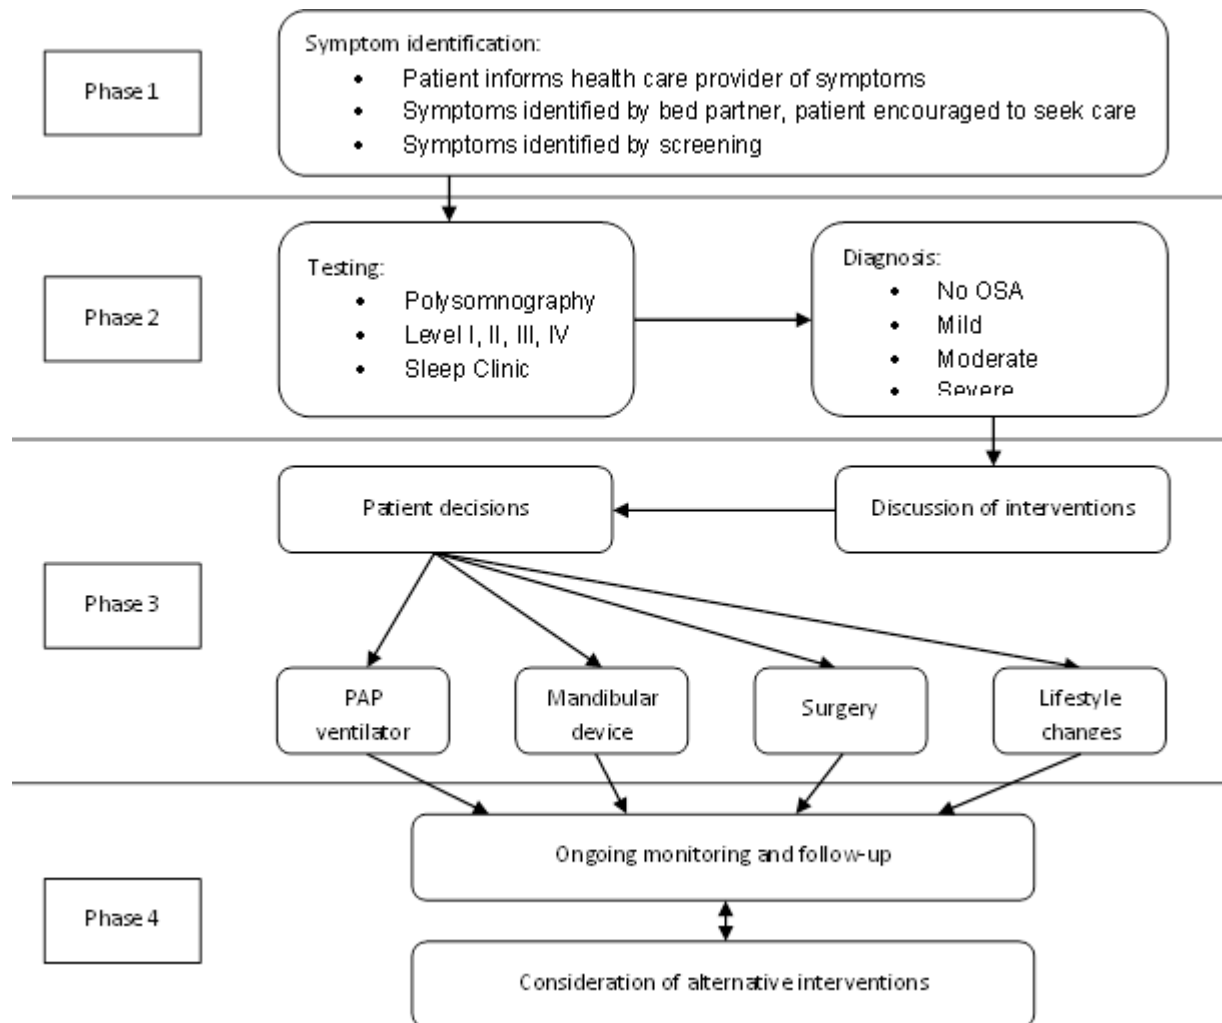 Phase 1
Symptom identification:
• Patient informs health care provider of symptoms
• Symptoms identified by bed partner, patient encouraged to seek care
• Symptoms identified by screening
Phase 2
Testing:
• Polysomnography
• Level I, II, III, IV
• Sleep Clinic
Diagnosis:
• No OSA
• Mild
• Moderate
• Severe
Phase 3
Patient decisions
Discussion of interventions
PAP
ventilator
Mandibular
device
Surgery
Lifestyle
changes
Phase 4
Ongoing monitoring and follow-up
Consideration of alternative interventions